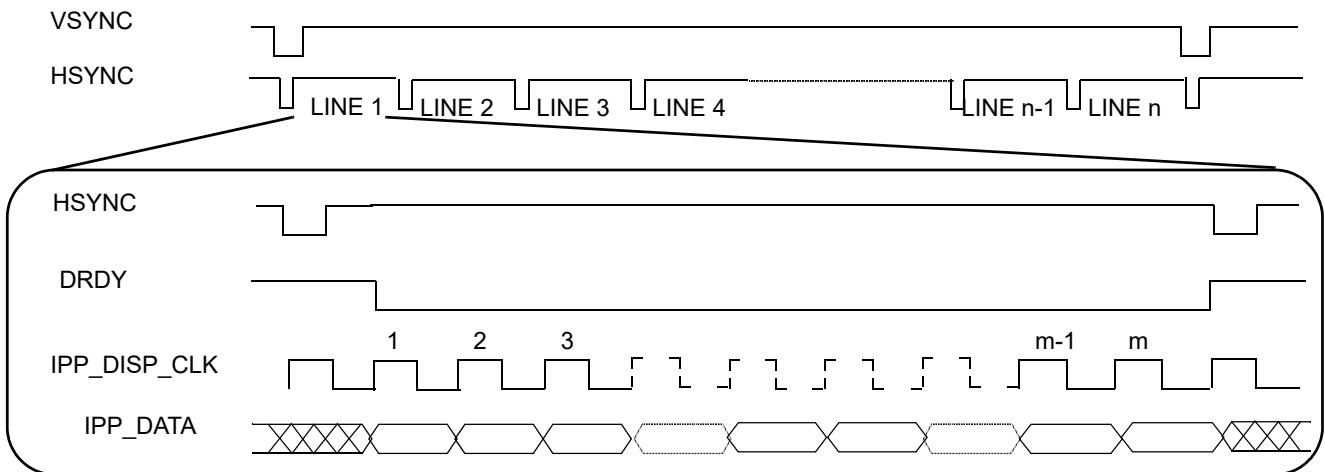 VSYNC
HSYNC
LINE 1 LINE 2 LINE 3 LINE 4 LINE n-1 LINE n
HSYNC
DRDY
1 2 3 m-1 m
IPP_DISP_CLK
IPP_DATA